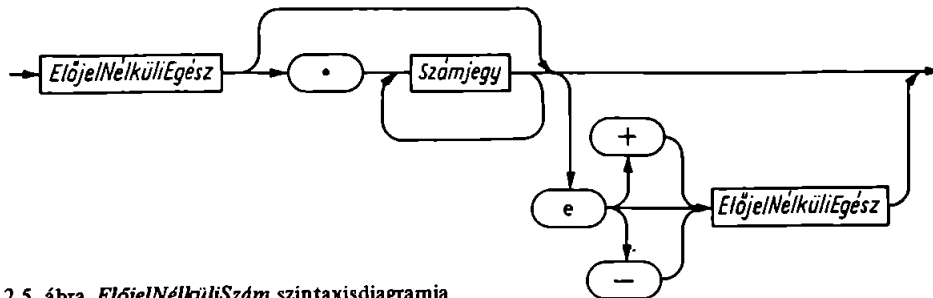 ElőjelNélküliEgész
.
Számjegy
+
e
ElőjelNélküliEgész
−
2.5. ábra. ElőjelNélküliSzám szintaxisdiagramja